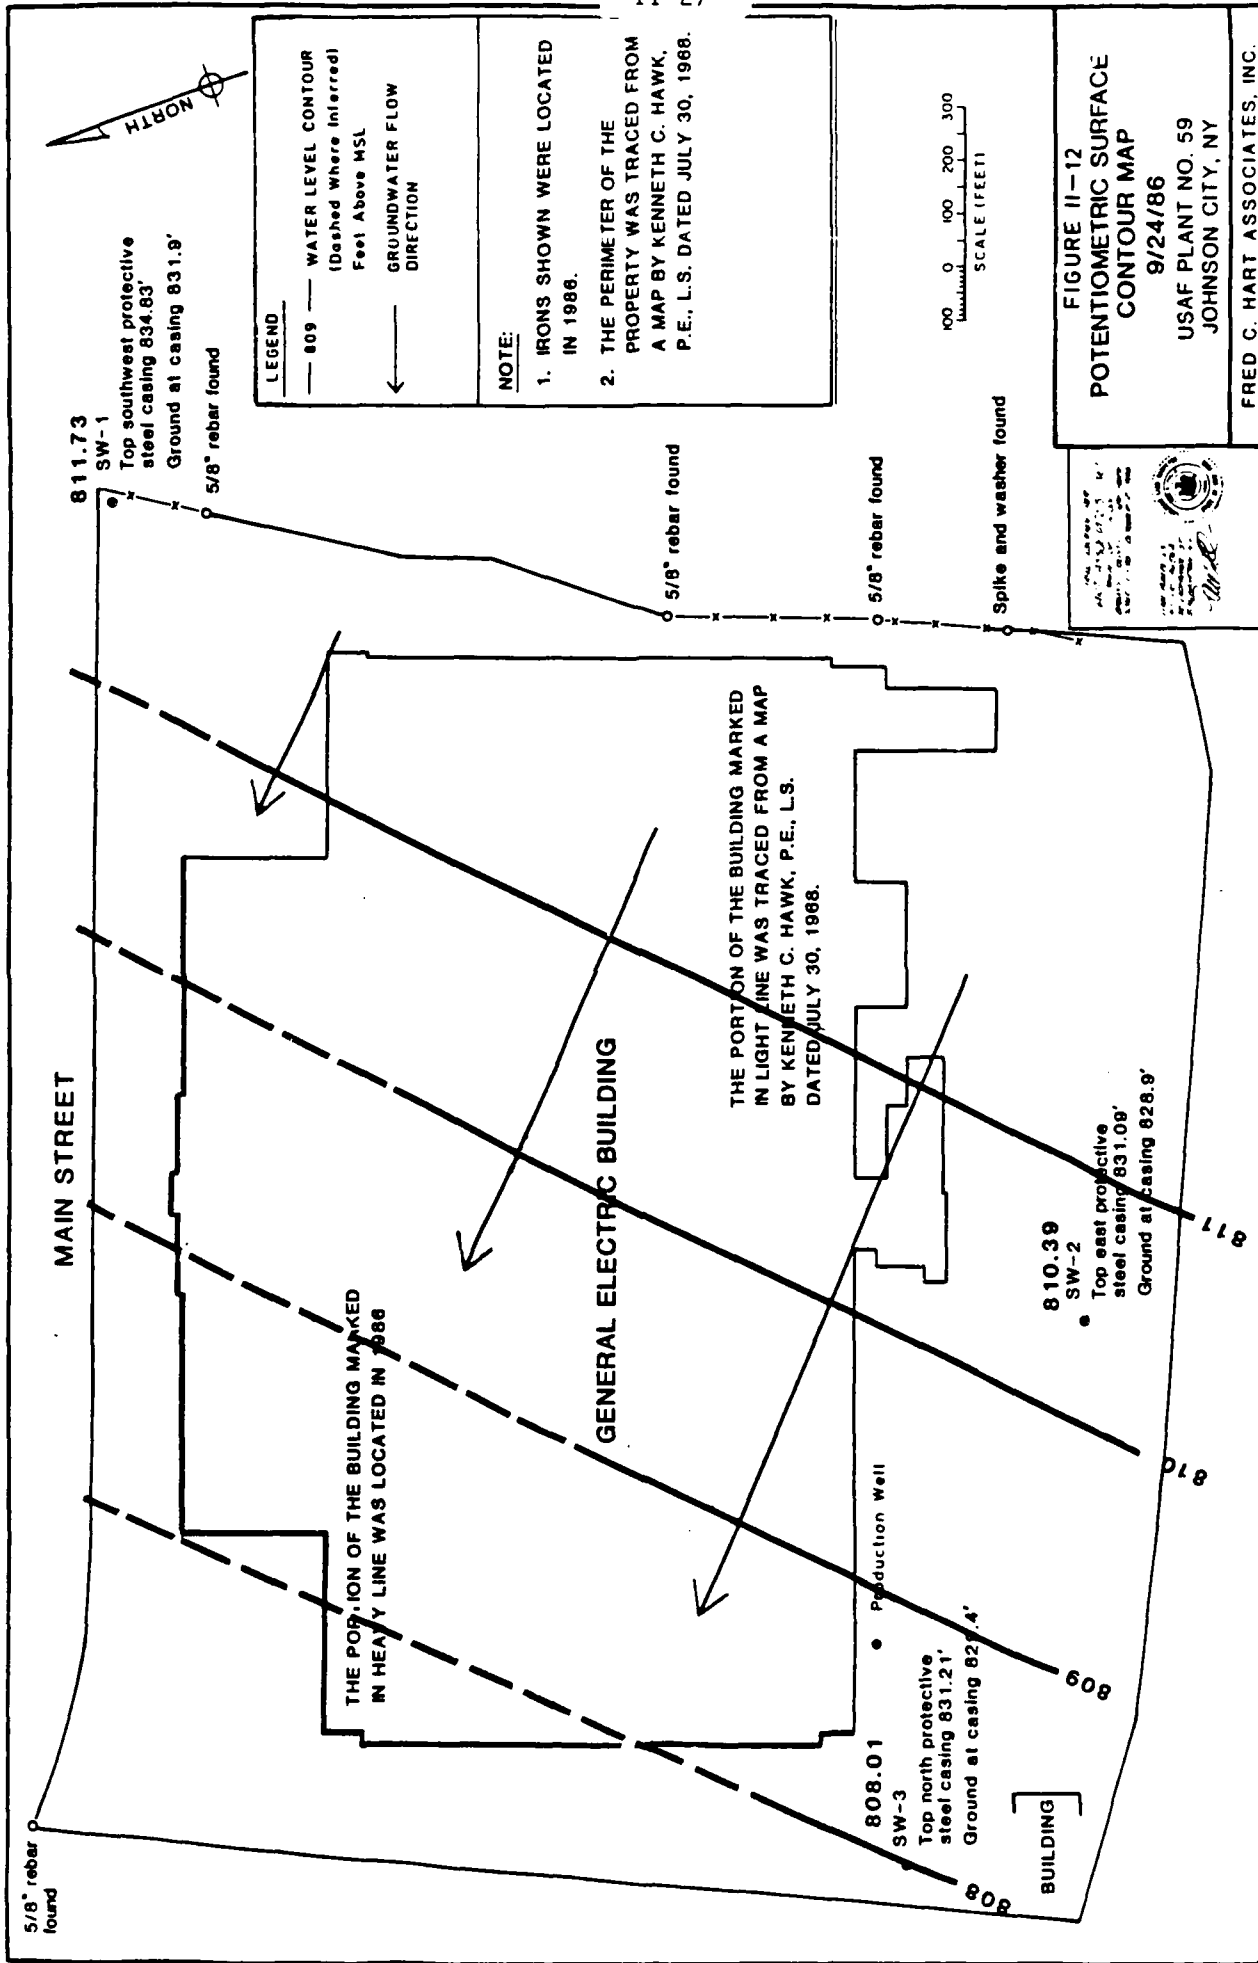 MAIN STREET
5/8" rebar
found
811.73
SW-1
Top southwest protective
steel casing 834.83'
Ground at casing 831.9'
5/8" rebar found
NORTH
LEGEND
809
WATER LEVEL CONTOUR
(Dashed Where Inferred)
Feet Above MSL
GROUNDWATER FLOW
DIRECTION
NOTE:
1. IRONS SHOWN WERE LOCATED
IN 1986.
2. THE PERIMETER OF THE
PROPERTY WAS TRACED FROM
A MAP BY KENNETH C. HAWK,
P.E., L.S. DATED JULY 30, 1968.
THE PORTION OF THE BUILDING MARKED
IN HEAVY LINE WAS LOCATED IN 1986
GENERAL ELECTRIC BUILDING
THE PORTION OF THE BUILDING MARKED
IN LIGHT LINE WAS TRACED FROM A MAP
BY KENNETH C. HAWK, P.E., L.S.
DATED JULY 30, 1968.
5/8" rebar found
5/8" rebar found
Spike and washer found
Production Well
808.01
SW-3
Top north protective
steel casing 831.21'
Ground at casing
BUILDING
810.39
SW-2
Top east protective
steel casing 831.09'
Ground at casing 828.9'
808
809
810
811
100 0 100 200 300
SCALE (FEET)
FIGURE II-12
POTENTIOMETRIC SURFACE
CONTOUR MAP
9/24/86
USAF PLANT NO. 59
JOHNSON CITY, NY
FRED C. HART ASSOCIATES, INC.